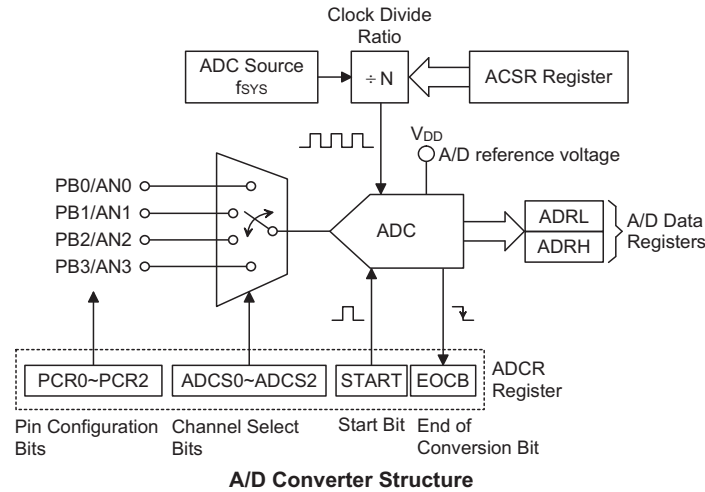 Clock Divide
Ratio
ADC Source
fSYS
÷ N
ACSR Register
VDD
A/D reference voltage
PB0/AN0
PB1/AN1
PB2/AN2
PB3/AN3
ADC
ADRL
ADRH
A/D Data
Registers
PCR0~PCR2
ADCS0~ADCS2
START
EOCB
ADCR
Register
Pin Configuration
Bits
Channel Select
Bits
Start Bit
End of
Conversion Bit
A/D Converter Structure